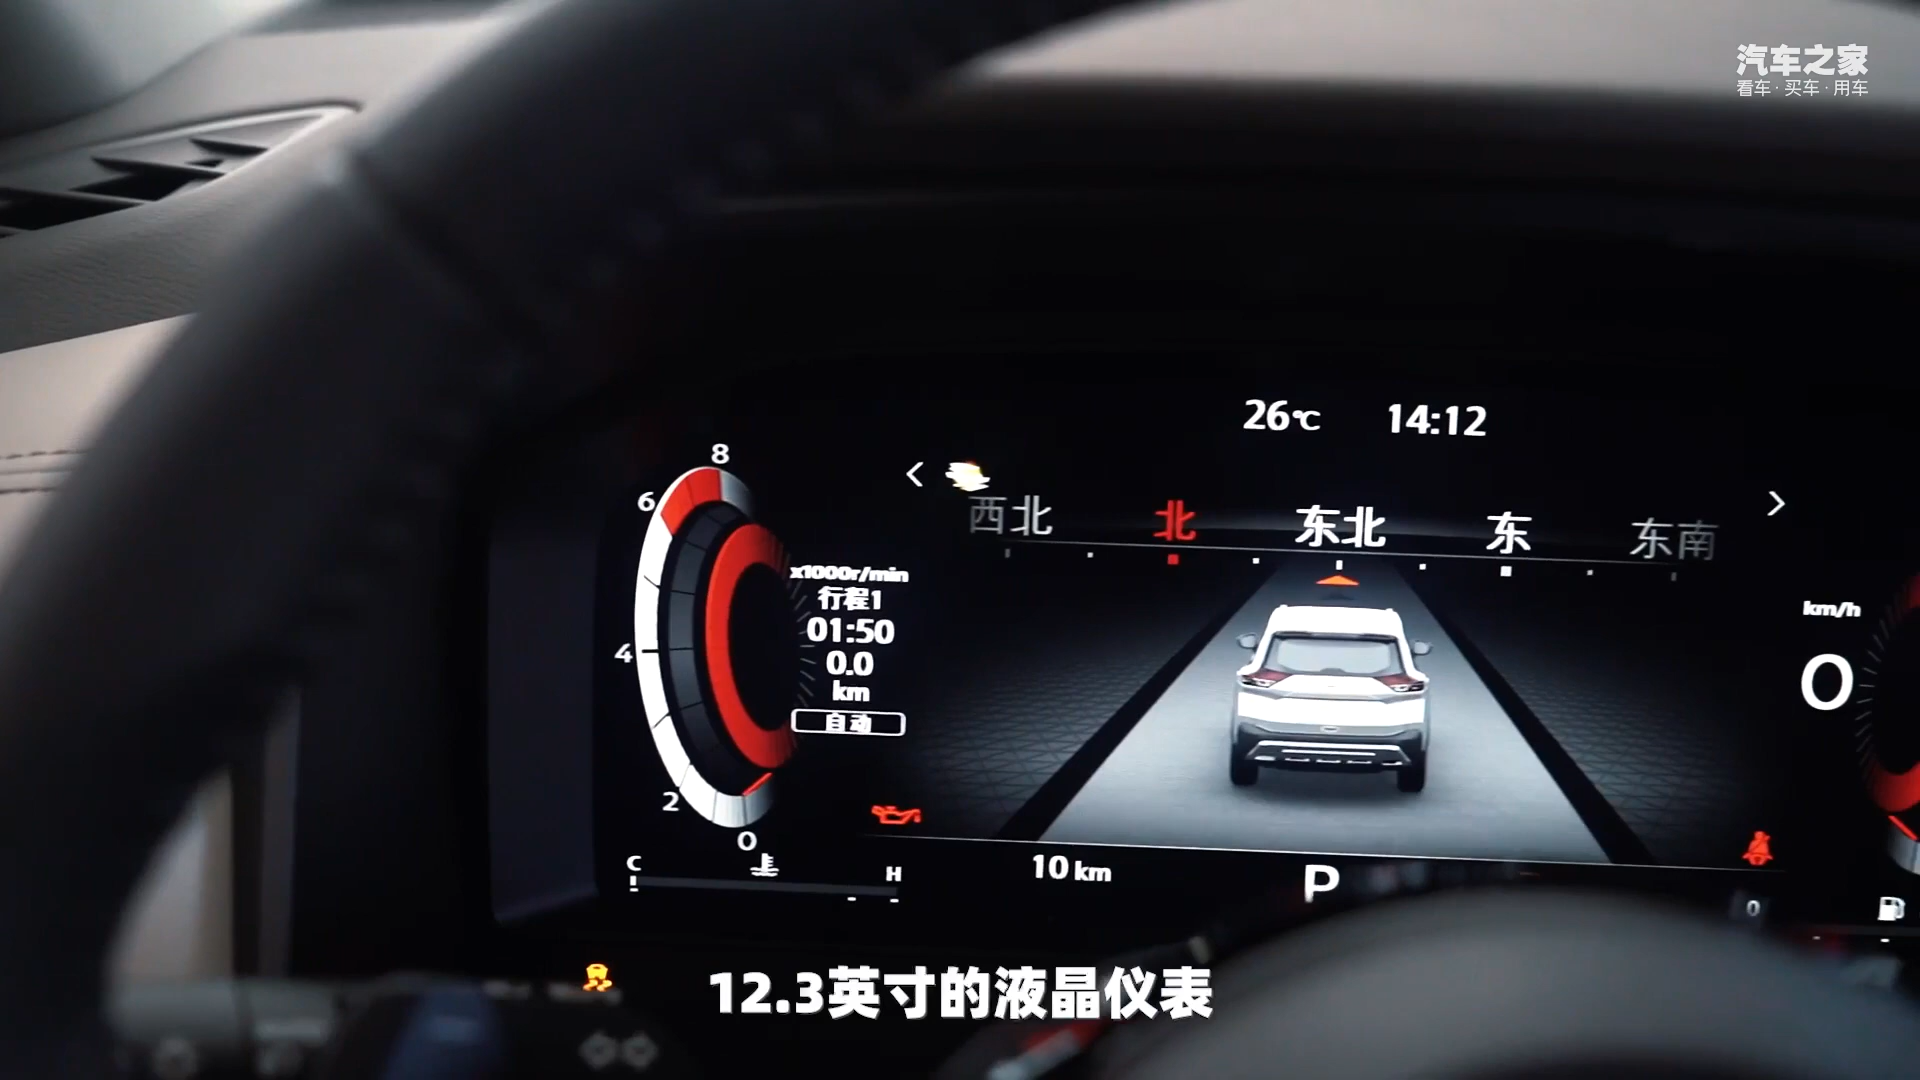 汽车之家
看车·买车·用车
26℃ 14:12
西北 北 东北 东 东南
8
6
4
2
0
x1000r/min
行程1
01:50
0.0
km
自动
km/h
0
C H
10 km
P
0
12.3英寸的液晶仪表